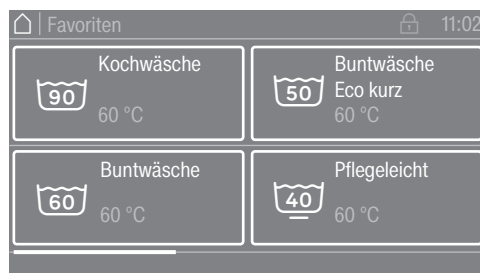 Favoriten 11:02
90 Kochwäsche
60 °C
50 Buntwäsche
Eco kurz
60 °C
60 Buntwäsche
60 °C
40 Pflegeleicht
60 °C